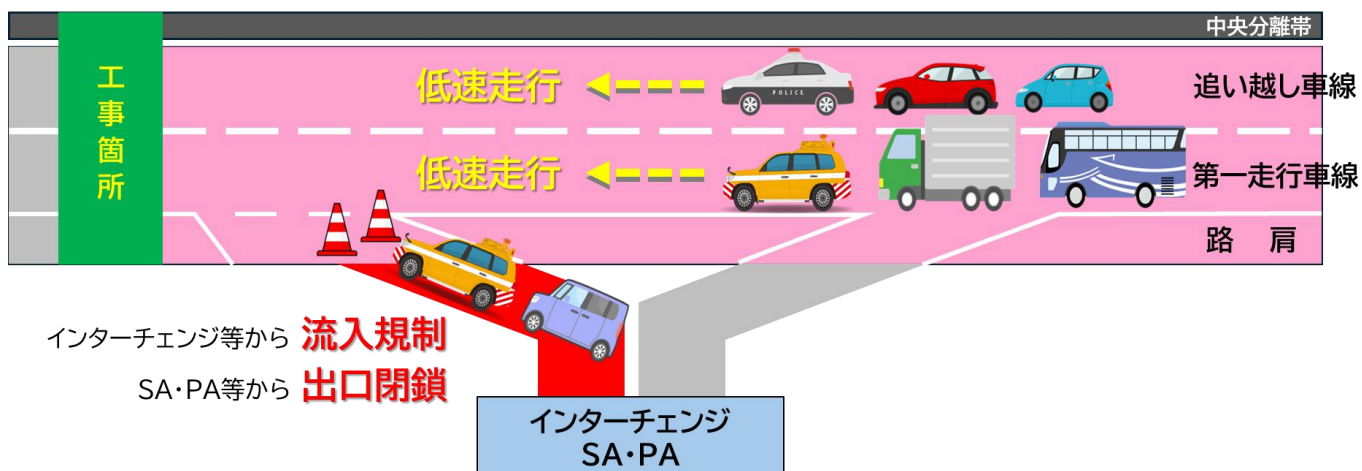 中央分離帯
工事箇所
低速走行
POLICE
追い越し車線
低速走行
第一走行車線
路 肩
インターチェンジ等から 流入規制
SA・PA等から 出口閉鎖
インターチェンジ
SA・PA